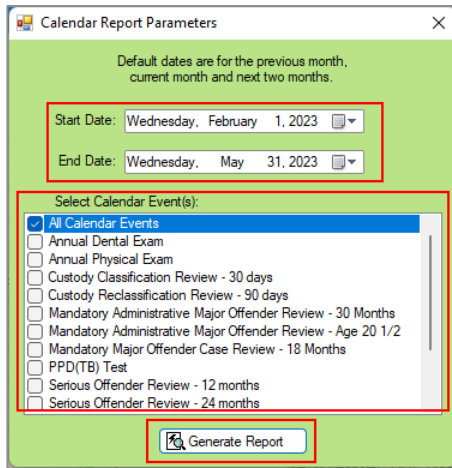 Calendar Report Parameters
Default dates are for the previous month,
current month and next two months.
Start Date: Wednesday, February 1, 2023
End Date: Wednesday, May 31, 2023
Select Calendar Event(s):
All Calendar Events
Annual Dental Exam
Annual Physical Exam
Custody Classification Review - 30 days
Custody Reclassification Review - 90 days
Mandatory Administrative Major Offender Review - 30 Months
Mandatory Administrative Major Offender Review - Age 20 1/2
Mandatory Major Offender Case Review - 18 Months
PPD(TB) Test
Serious Offender Review - 12 months
Serious Offender Review - 24 months
Generate Report